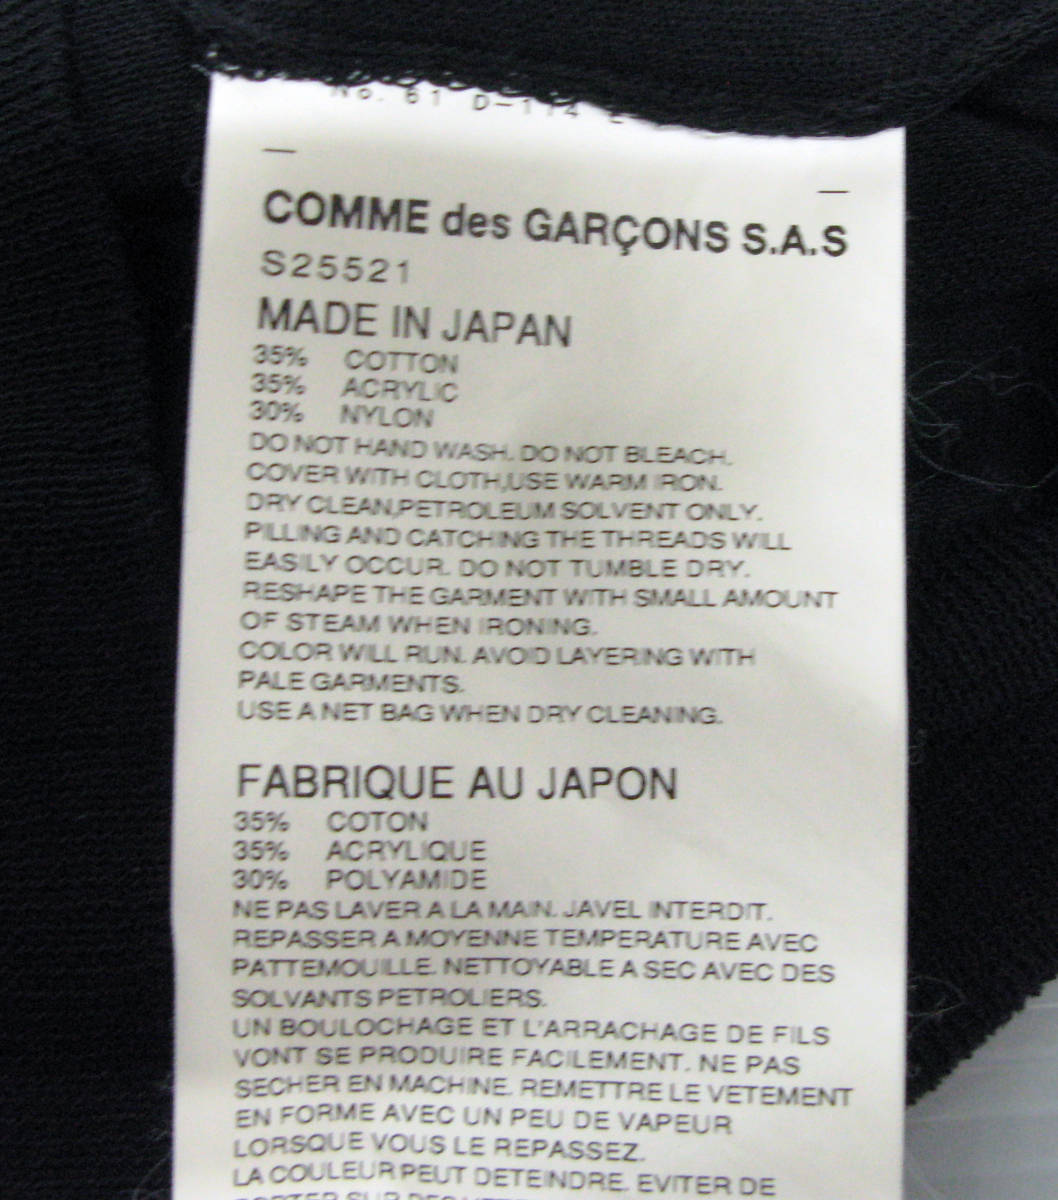 No. 61 D-174
COMME des GARÇONS S.A.S
S25521
MADE IN JAPAN
35% COTTON
35% ACRYLIC
30% NYLON
DO NOT HAND WASH. DO NOT BLEACH.
COVER WITH CLOTH,USE WARM IRON.
DRY CLEAN,PETROLEUM SOLVENT ONLY.
PILLING AND CATCHING THE THREADS WILL
EASILY OCCUR. DO NOT TUMBLE DRY.
RESHAPE THE GARMENT WITH SMALL AMOUNT
OF STEAM WHEN IRONING.
COLOR WILL RUN. AVOID LAYERING WITH
PALE GARMENTS.
USE A NET BAG WHEN DRY CLEANING.
FABRIQUE AU JAPON
35% COTON
35% ACRYLIQUE
30% POLYAMIDE
NE PAS LAVER A LA MAIN. JAVEL INTERDIT.
REPASSER A MOYENNE TEMPERATURE AVEC
PATTEMOUILLE. NETTOYABLE A SEC AVEC DES
SOLVANTS PETROLIERS.
UN BOULOCHAGE ET L'ARRACHAGE DE FILS
VONT SE PRODUIRE FACILEMENT. NE PAS
SECHER EN MACHINE. REMETTRE LE VETEMENT
EN FORME AVEC UN PEU DE VAPEUR
LORSQUE VOUS LE REPASSEZ.
LA COULEUR PEUT DETEINDRE. EVITER DE